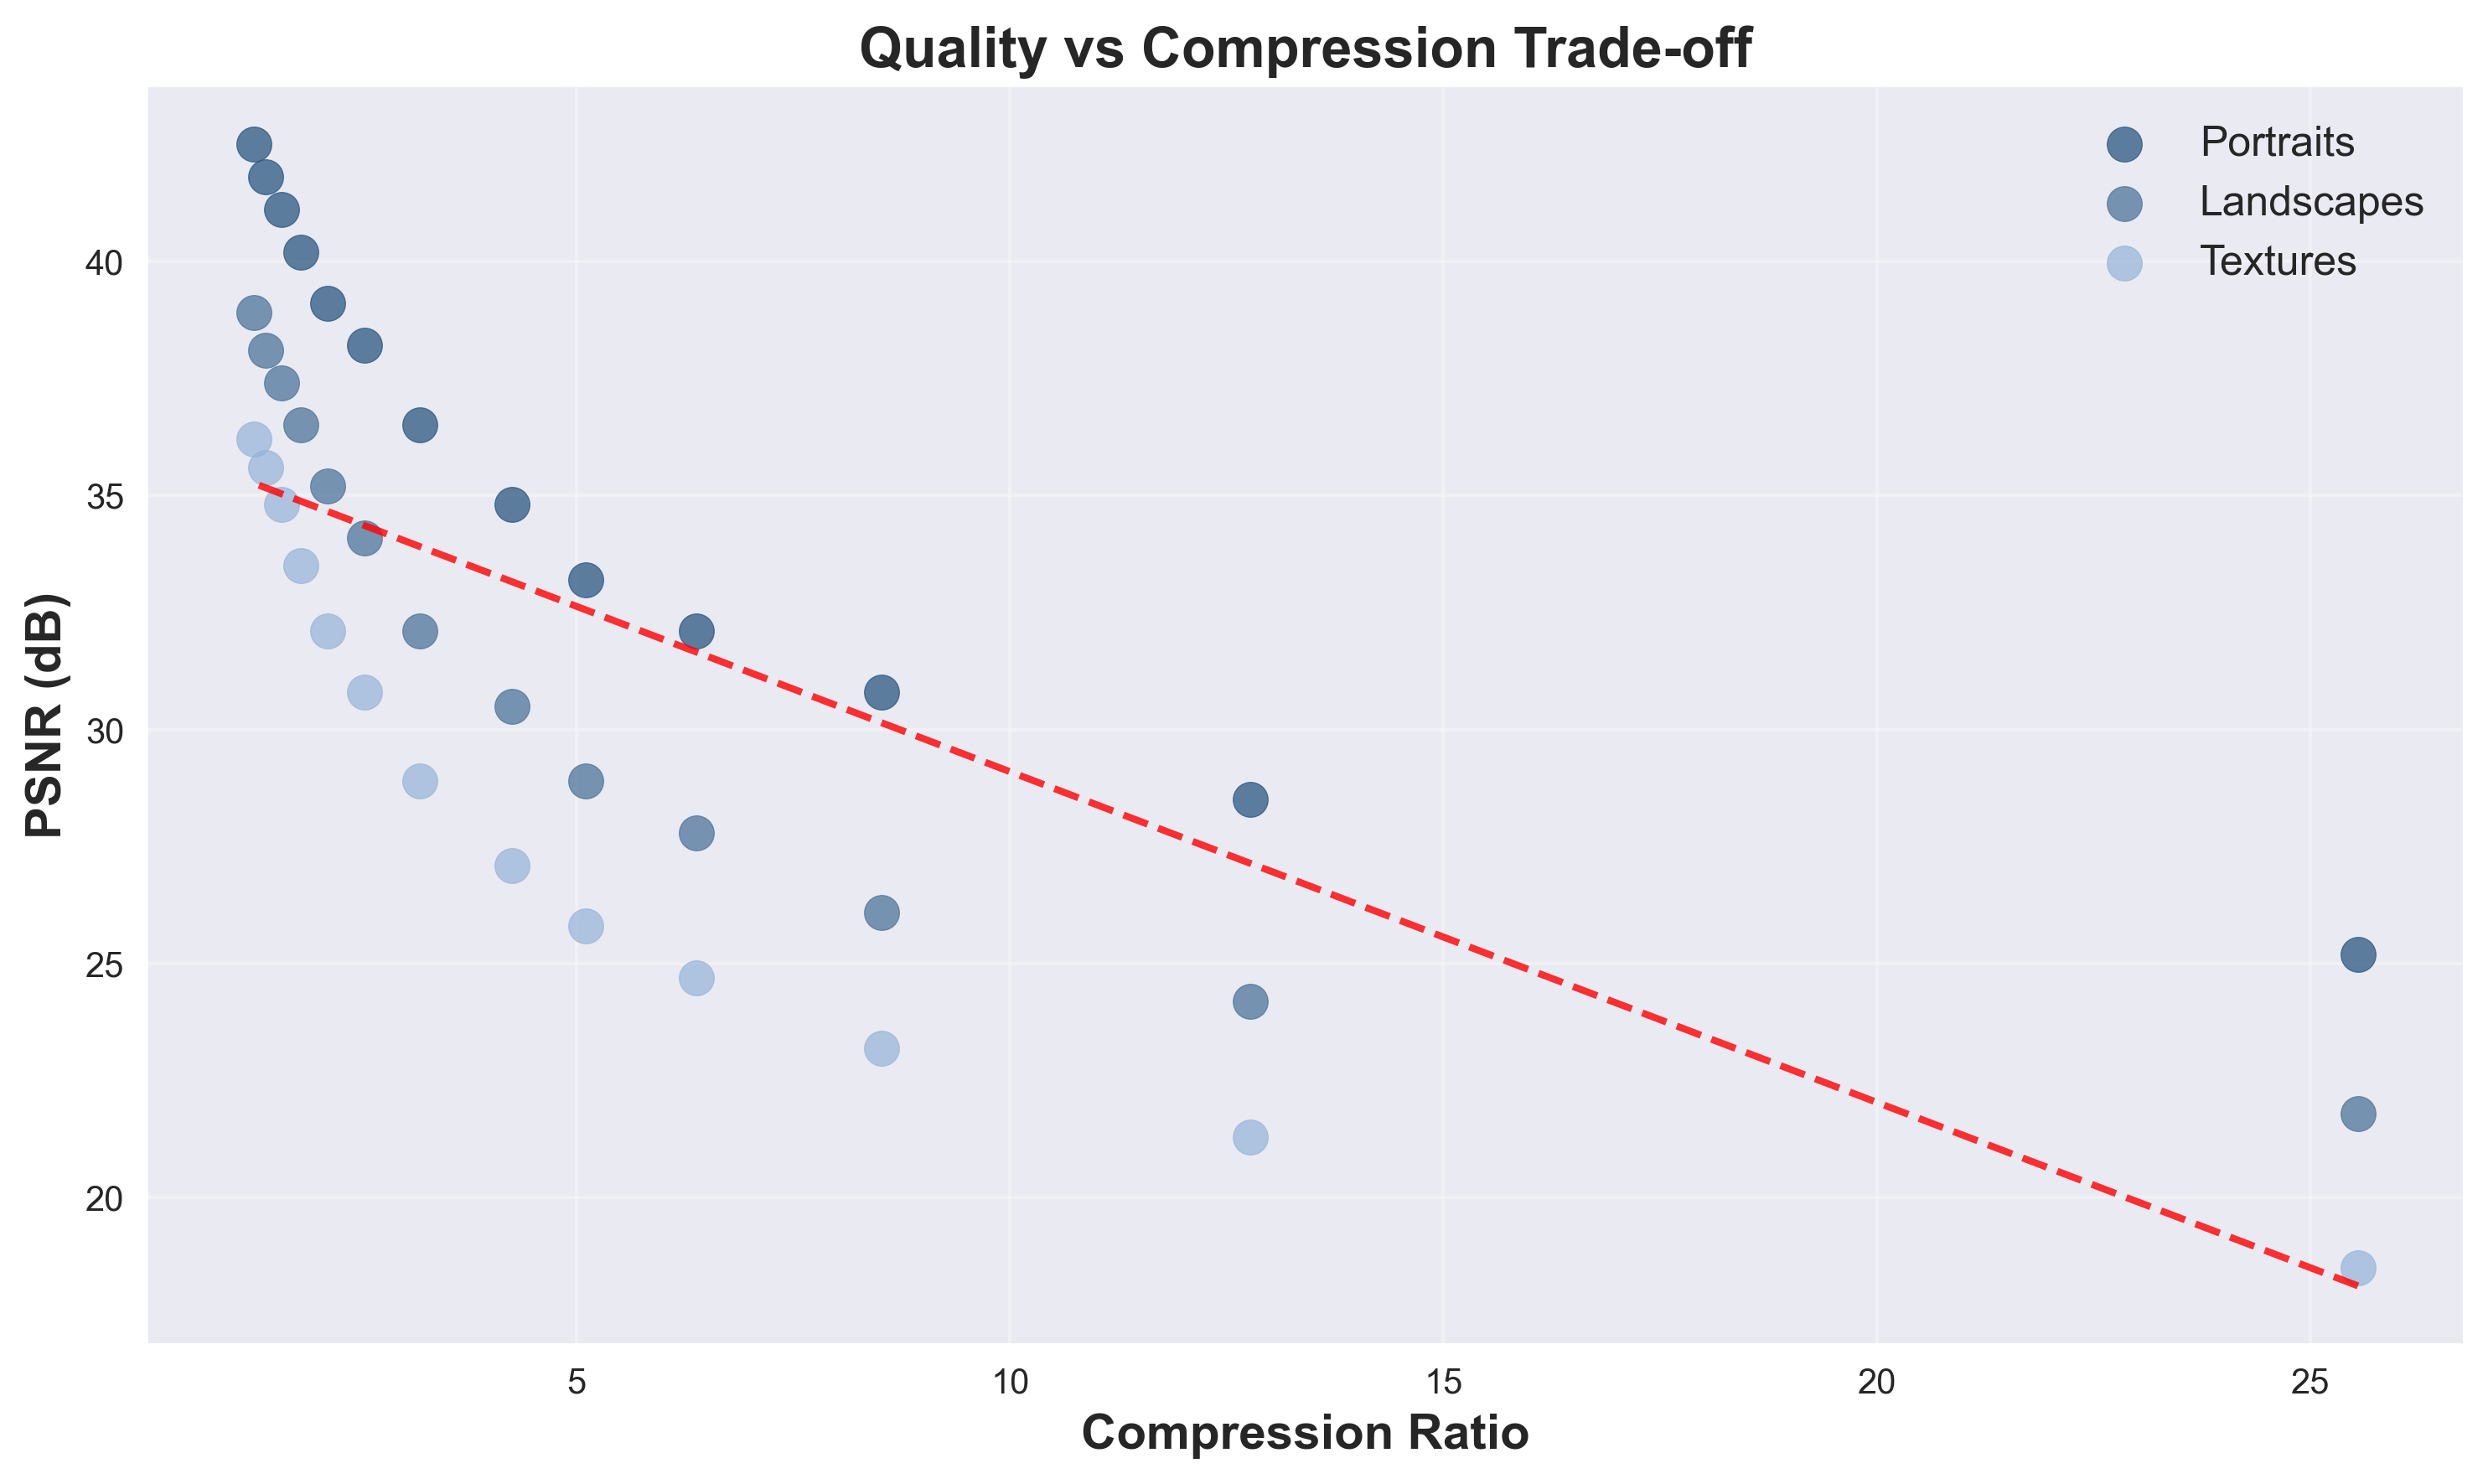 Quality vs Compression Trade-off
Portraits
Landscapes
Textures
PSNR (dB)
40
35
30
25
20
5
10
15
20
25
Compression Ratio